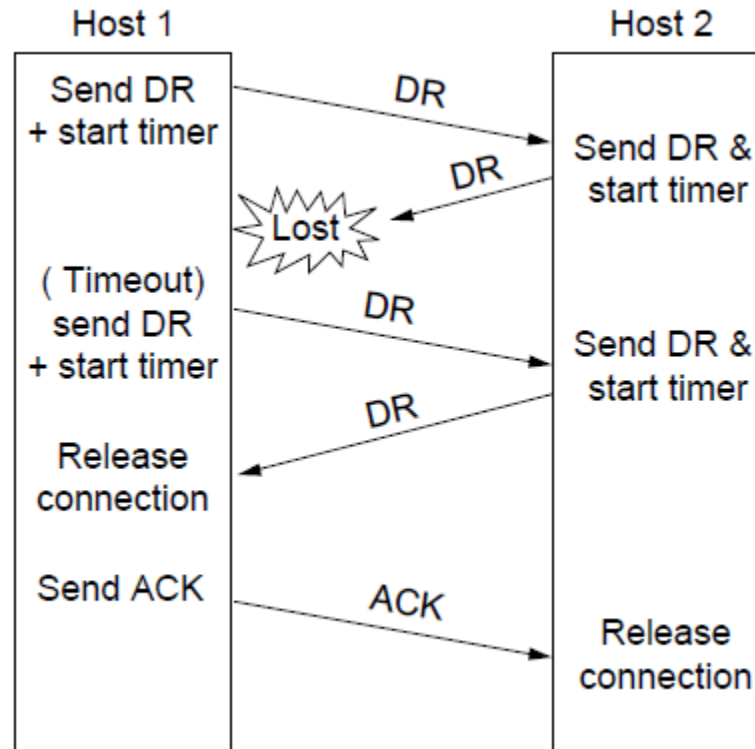 Host 1
Host 2
Send DR
+ start timer
DR
Send DR &
start timer
DR
Lost
( Timeout)
send DR
+ start timer
DR
Send DR &
start timer
DR
Release
connection
Send ACK
ACK
Release
connection